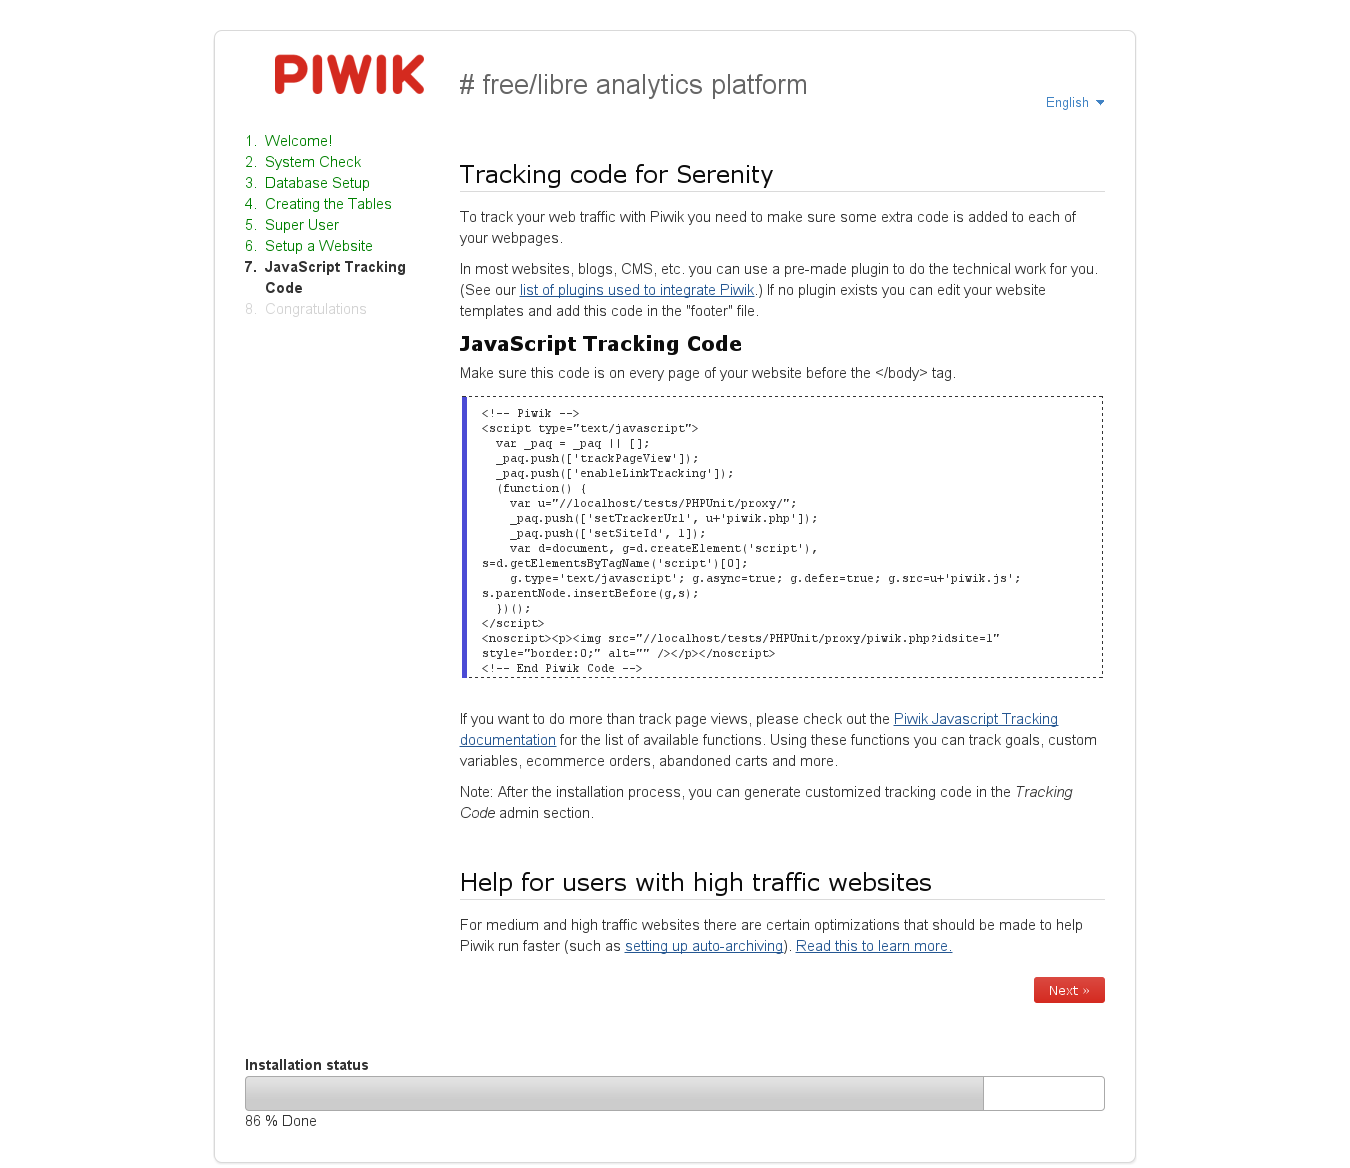 PIWIK
# free/libre analytics platform
English
1. Welcome!
2. System Check
3. Database Setup
4. Creating the Tables
5. Super User
6. Setup a Website
7. JavaScript Tracking
Code
8. Congratulations
Tracking code for Serenity
To track your web traffic with Piwik you need to make sure some extra code is added to each of
your webpages.
In most websites, blogs, CMS, etc. you can use a pre-made plugin to do the technical work for you.
(See our list of plugins used to integrate Piwik.) If no plugin exists you can edit your website
templates and add this code in the "footer" file.
JavaScript Tracking Code
Make sure this code is on every page of your website before the </body> tag.
<!-- Piwik -->
<script type="text/javascript">
  var _paq = _paq || [];
  _paq.push(['trackPageView']);
  _paq.push(['enableLinkTracking']);
  (function() {
    var u="//localhost/tests/PHPUnit/proxy/";
    _paq.push(['setTrackerUrl', u+'piwik.php']);
    _paq.push(['setSiteId', 1]);
    var d=document, g=d.createElement('script'),
s=d.getElementsByTagName('script')[0];
    g.type='text/javascript'; g.async=true; g.defer=true; g.src=u+'piwik.js';
s.parentNode.insertBefore(g,s);
  })();
</script>
<noscript><p><img src="//localhost/tests/PHPUnit/proxy/piwik.php?idsite=1"
style="border:0;" alt="" /></p></noscript>
<!-- End Piwik Code -->
If you want to do more than track page views, please check out the Piwik Javascript Tracking
documentation for the list of available functions. Using these functions you can track goals, custom
variables, ecommerce orders, abandoned carts and more.
Note: After the installation process, you can generate customized tracking code in the Tracking
Code admin section.
Help for users with high traffic websites
For medium and high traffic websites there are certain optimizations that should be made to help
Piwik run faster (such as setting up auto-archiving). Read this to learn more.
Next »
Installation status
86 % Done